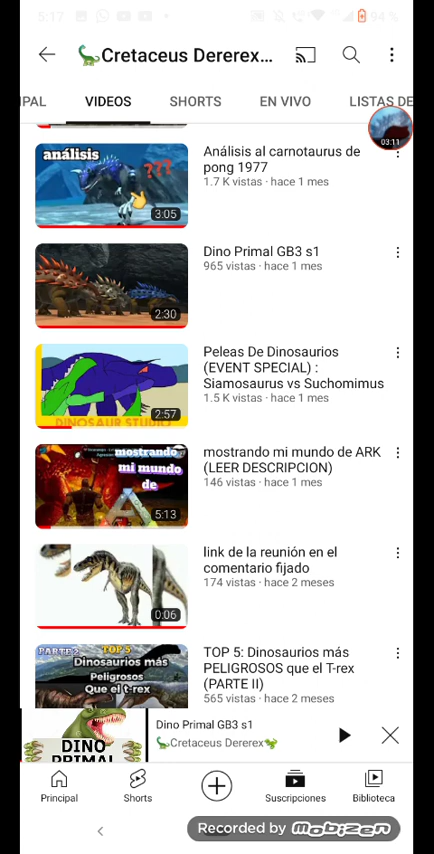 5:17
94 %
🦕Cretaceus Dererex...
IPAL
VIDEOS
SHORTS
EN VIVO
LISTAS DE
03:11
análisis
???
3:05
Análisis al carnotaurus de
pong 1977
1.7 K vistas · hace 1 mes
2:30
Dino Primal GB3 s1
965 vistas · hace 1 mes
DINOSAUR STUDIO
2:57
Peleas De Dinosaurios
(EVENT SPECIAL) :
Siamosaurus vs Suchomimus
1.5 K vistas · hace 1 mes
mostrando
mi mundo
de
5:13
mostrando mi mundo de ARK
(LEER DESCRIPCION)
146 vistas · hace 1 mes
0:06
link de la reunión en el
comentario fijado
174 vistas · hace 2 meses
PARTE 2
TOP 5
Dinosaurios más
Peligrosos
Que el t-rex
TOP 5: Dinosaurios más
PELIGROSOS que el T-rex
(PARTE II)
565 vistas · hace 2 meses
DINO
PRIMAL
Dino Primal GB3 s1
🦕Cretaceus Dererex🦖
Principal
Shorts
Suscripciones
Biblioteca
Recorded by mobizen